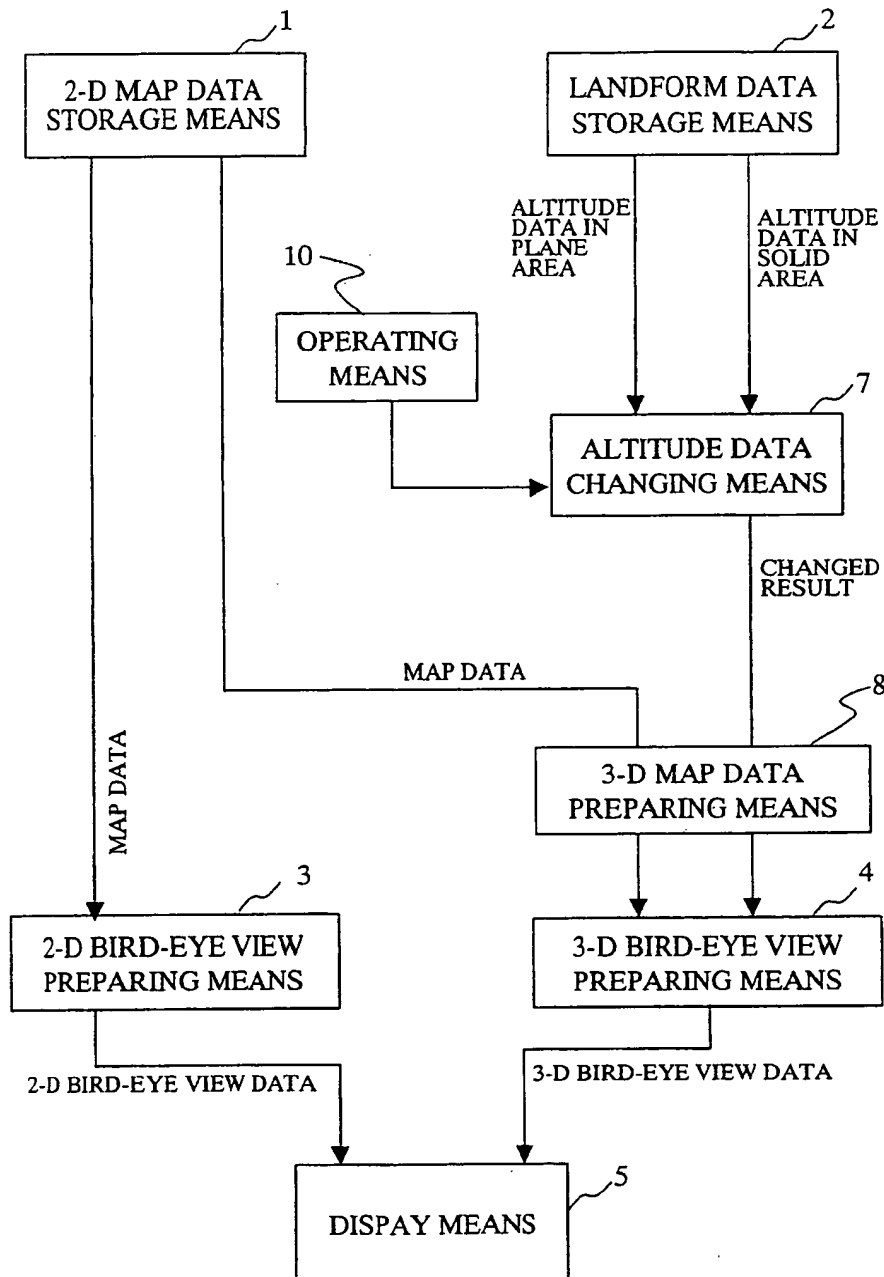 1
2-D MAP DATA
STORAGE MEANS
2
LANDFORM DATA
STORAGE MEANS
ALTITUDE
DATA IN
PLANE
AREA
ALTITUDE
DATA IN
SOLID
AREA
10
OPERATING
MEANS
7
ALTITUDE DATA
CHANGING MEANS
CHANGED
RESULT
MAP DATA
8
3-D MAP DATA
PREPARING MEANS
MAP DATA
3
2-D BIRD-EYE VIEW
PREPARING MEANS
4
3-D BIRD-EYE VIEW
PREPARING MEANS
2-D BIRD-EYE VIEW DATA
3-D BIRD-EYE VIEW DATA
5
DISPAY MEANS